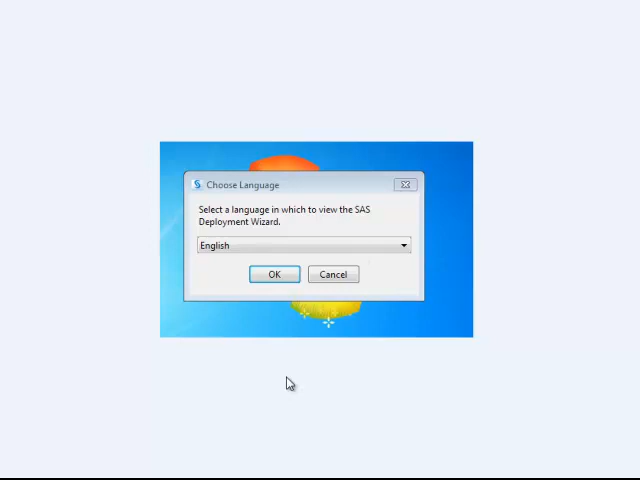 Choose Language
Select a language in which to view the SAS
Deployment Wizard.
English
OK Cancel